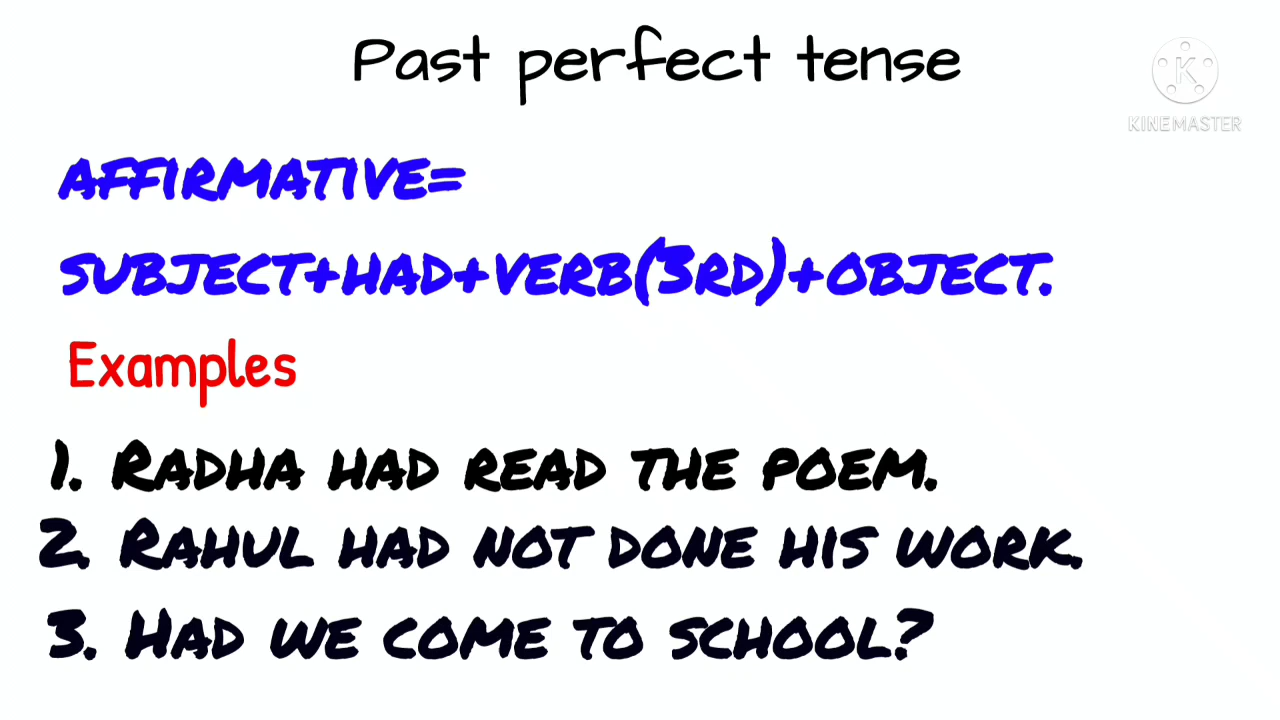 Past perfect tense
KINEMASTER
AFFIRMATIVE=
SUBJECT+HAD+VERB(3RD)+OBJECT.
Examples
1. RADHA HAD READ THE POEM.
2. RAHUL HAD NOT DONE HIS WORK.
3. HAD WE COME TO SCHOOL?